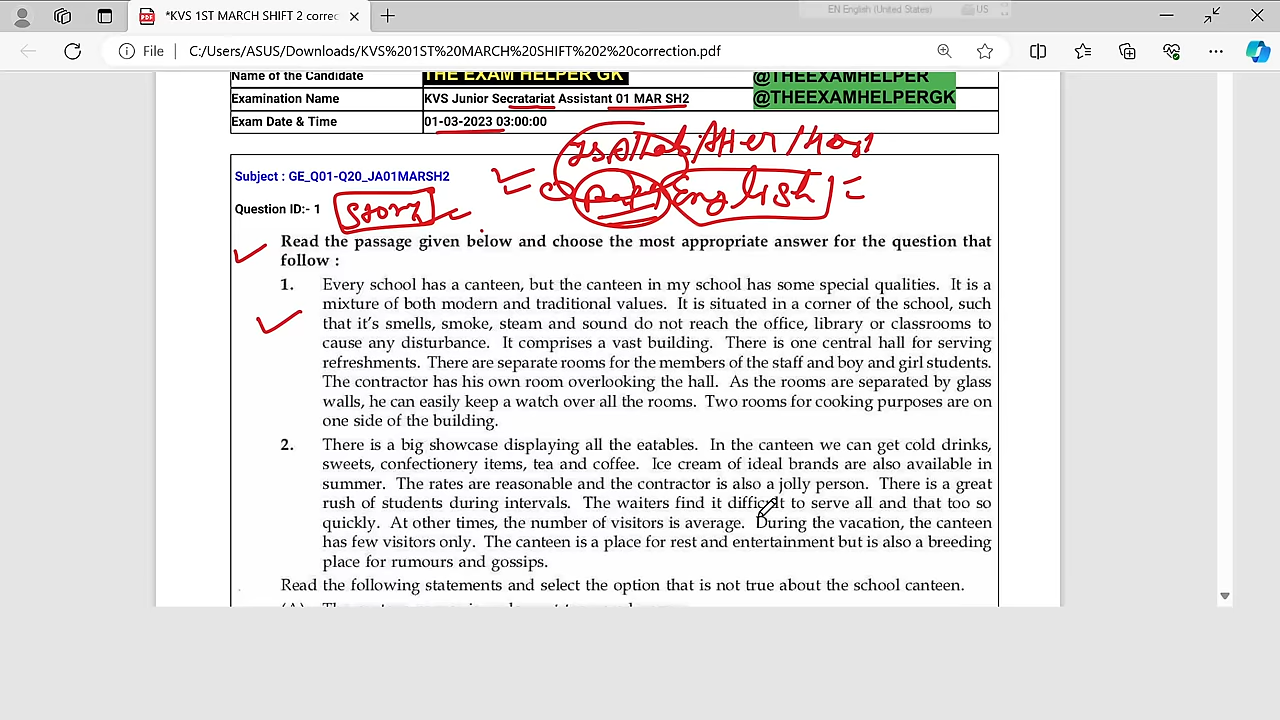 EN English (United States) US
*KVS 1ST MARCH SHIFT 2 correc
File C:/Users/ASUS/Downloads/KVS%201ST%20MARCH%20SHIFT%202%20correction.pdf
Name of the Candidate THE EXAM HELPER GK @THEEXAMHELPER
Examination Name KVS Junior Secratariat Assistant 01 MAR SH2 @THEEXAMHELPERGK
Exam Date & Time 01-03-2023 03:00:00
Subject : GE_Q01-Q20_JA01MARSH2
English
Question ID:- 1 Story
Read the passage given below and choose the most appropriate answer for the question that
follow :
1. Every school has a canteen, but the canteen in my school has some special qualities. It is a
mixture of both modern and traditional values. It is situated in a corner of the school, such
that it's smells, smoke, steam and sound do not reach the office, library or classrooms to
cause any disturbance. It comprises a vast building. There is one central hall for serving
refreshments. There are separate rooms for the members of the staff and boy and girl students.
The contractor has his own room overlooking the hall. As the rooms are separated by glass
walls, he can easily keep a watch over all the rooms. Two rooms for cooking purposes are on
one side of the building.
2. There is a big showcase displaying all the eatables. In the canteen we can get cold drinks,
sweets, confectionery items, tea and coffee. Ice cream of ideal brands are also available in
summer. The rates are reasonable and the contractor is also a jolly person. There is a great
rush of students during intervals. The waiters find it difficult to serve all and that too so
quickly. At other times, the number of visitors is average. During the vacation, the canteen
has few visitors only. The canteen is a place for rest and entertainment but is also a breeding
place for rumours and gossips.
Read the following statements and select the option that is not true about the school canteen.